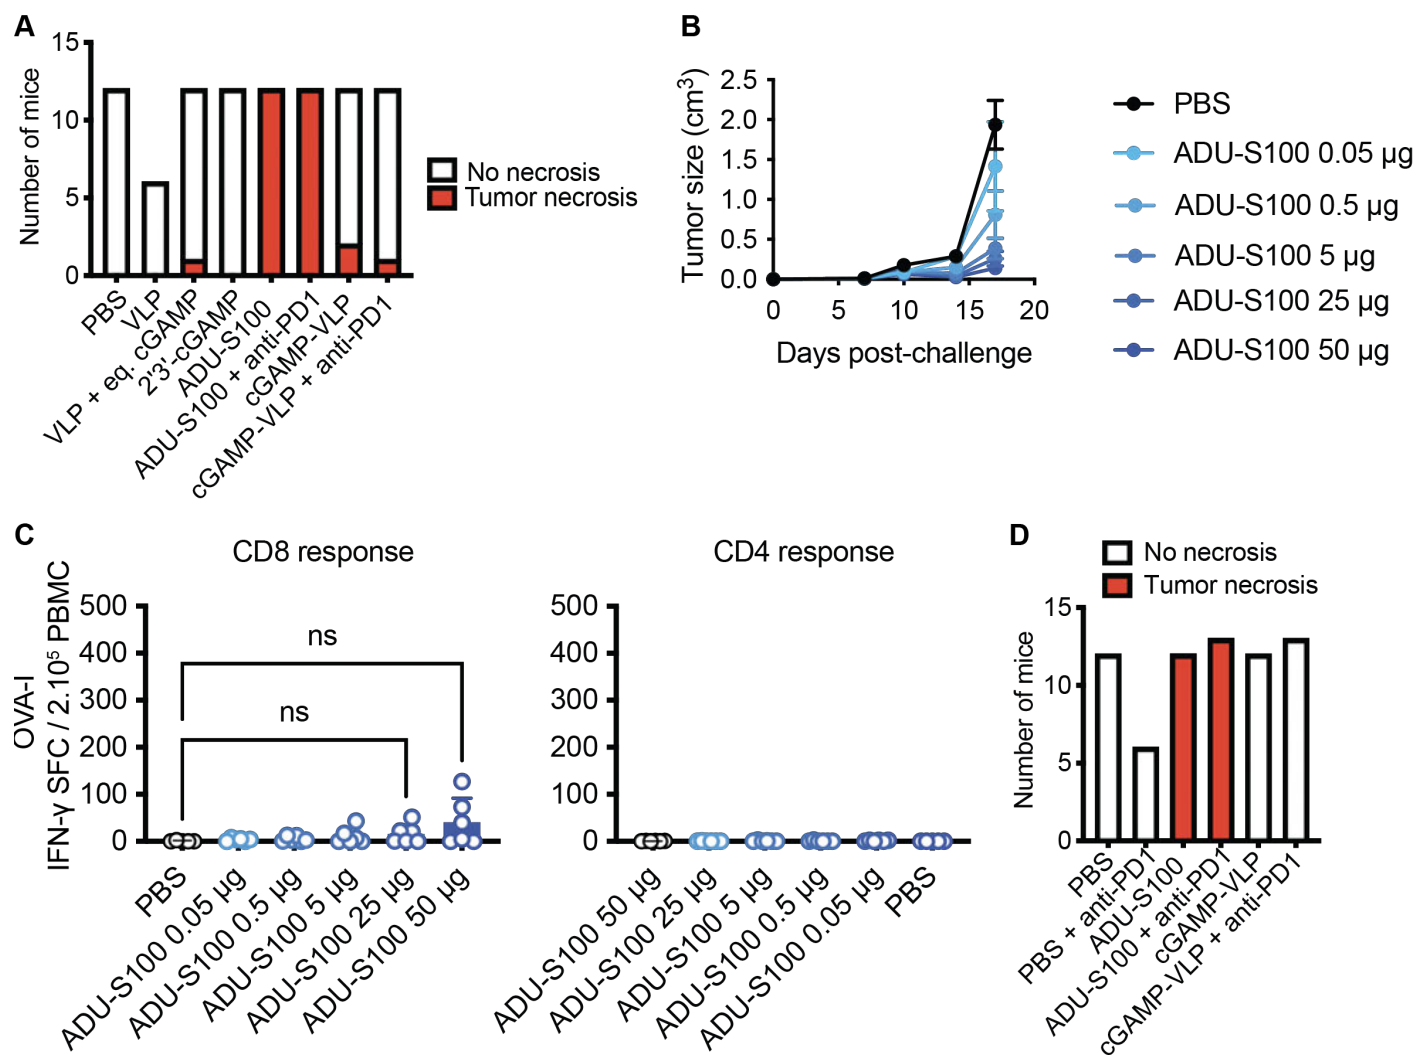 A
Number of mice
15
10
5
0
PBS
VLP
VLP + eq. cGAMP
2'3'-cGAMP
ADU-S100
ADU-S100 + anti-PD1
cGAMP-VLP
cGAMP-VLP + anti-PD1
No necrosis
Tumor necrosis
B
Tumor size (cm³)
2.5
2.0
1.5
1.0
0.5
0.0
0
5
10
15
20
Days post-challenge
PBS
ADU-S100 0.05 µg
ADU-S100 0.5 µg
ADU-S100 5 µg
ADU-S100 25 µg
ADU-S100 50 µg
C
CD8 response
OVA-I
IFN-γ SFC / 2.10⁵ PBMC
500
400
300
200
100
0
ns
ns
PBS
ADU-S100 0.05 µg
ADU-S100 0.5 µg
ADU-S100 5 µg
ADU-S100 25 µg
ADU-S100 50 µg
CD4 response
500
400
300
200
100
0
ADU-S100 50 µg
ADU-S100 25 µg
ADU-S100 5 µg
ADU-S100 0.5 µg
ADU-S100 0.05 µg
PBS
D
No necrosis
Tumor necrosis
Number of mice
15
10
5
0
PBS
PBS + anti-PD1
ADU-S100
ADU-S100 + anti-PD1
cGAMP-VLP
cGAMP-VLP + anti-PD1